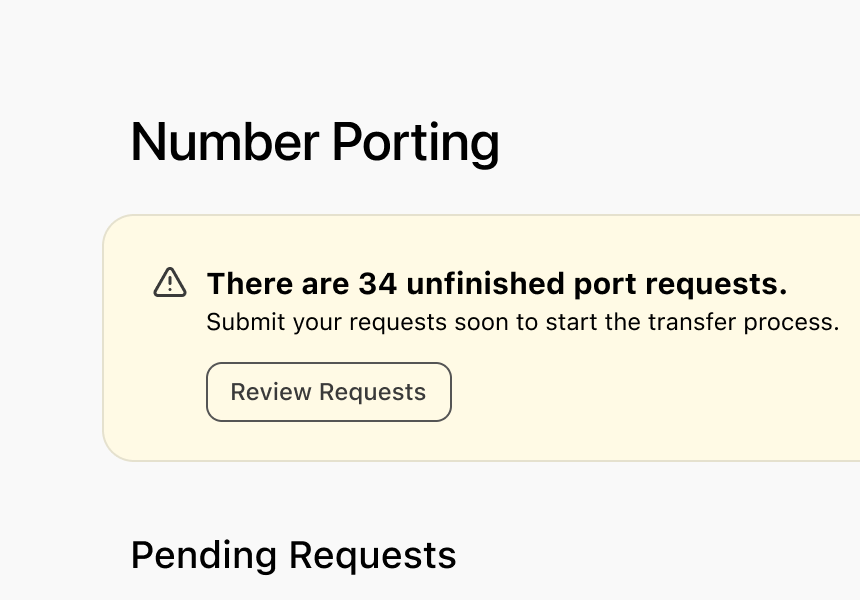 Number Porting
There are 34 unfinished port requests.
Submit your requests soon to start the transfer process.
Review Requests
Pending Requests